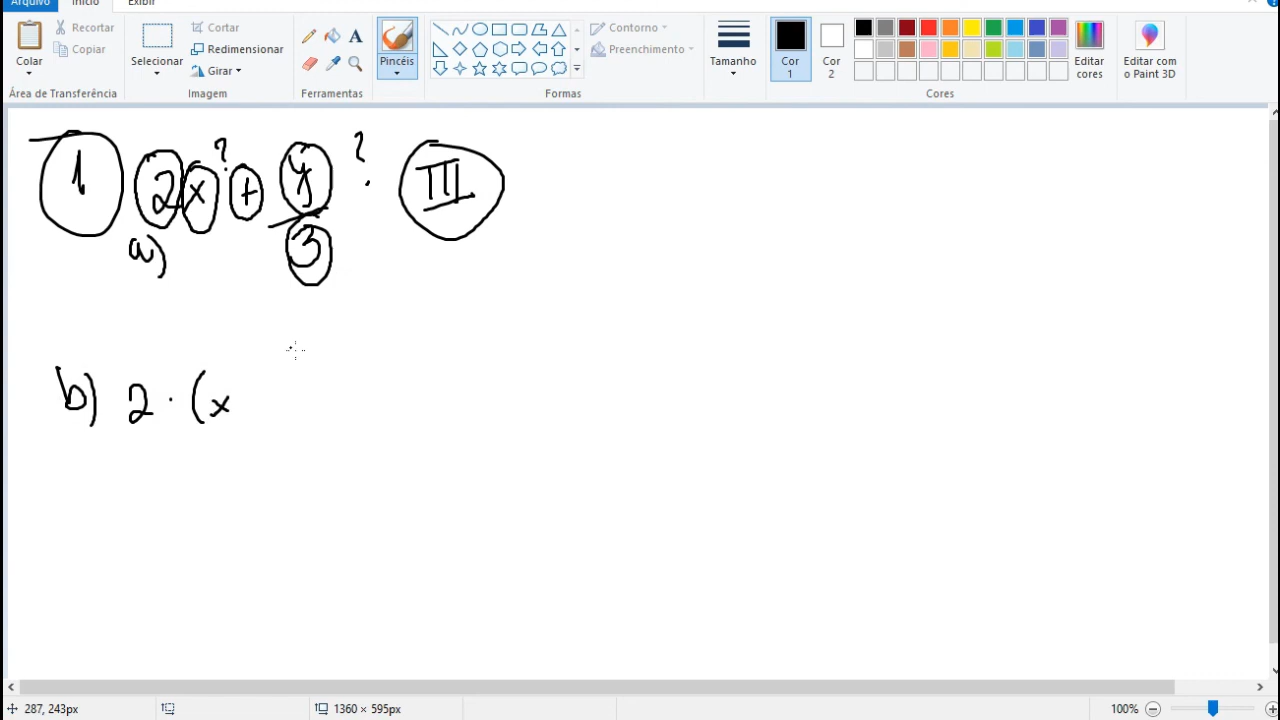 Arquivo Início Exibir
Colar
Recortar
Copiar
Área de Transferência
Selecionar
Cortar
Redimensionar
Girar
Imagem
A
Ferramentas
Pincéis
Contorno
Preenchimento
Formas
Tamanho
Cor 1
Cor 2
Editar cores
Editar com o Paint 3D
Cores
1 2x ? + y/3 ? III
a)
b) 2 · (x
287, 243px
1360 × 595px
100%